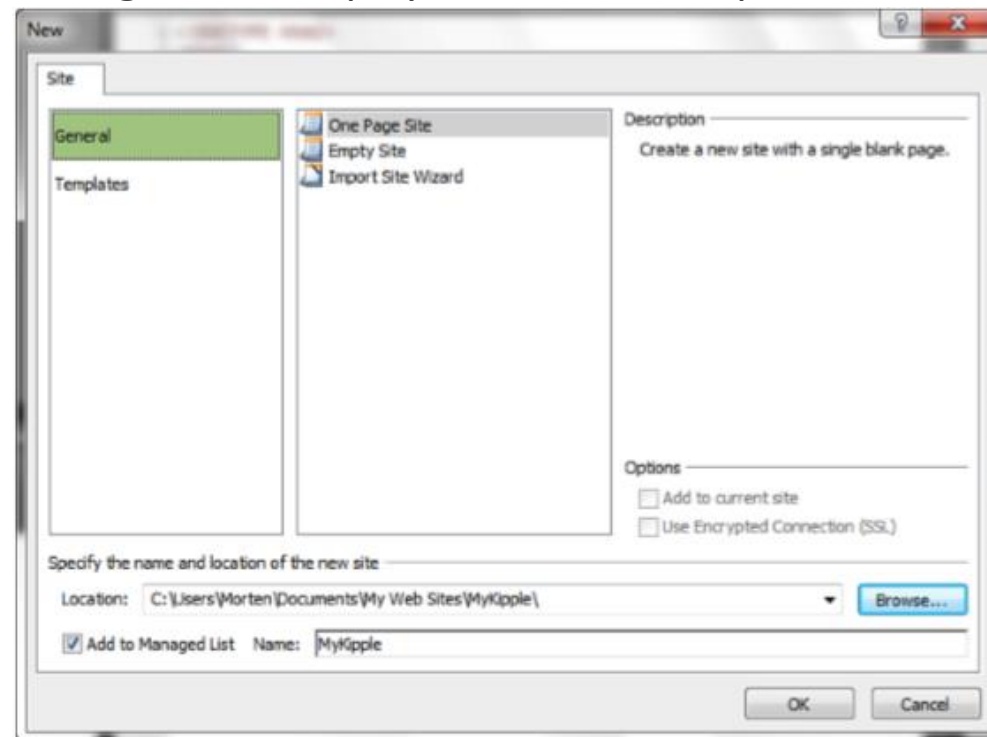 New
Site
General
Templates
One Page Site
Empty Site
Import Site Wizard
Description
Create a new site with a single blank page.
Options
Add to current site
Use Encrypted Connection (SSL)
Specify the name and location of the new site
Location: C:\Users\Morten\Documents\My Web Sites\MyKipple\
Browse...
Add to Managed List Name: MyKipple
OK Cancel